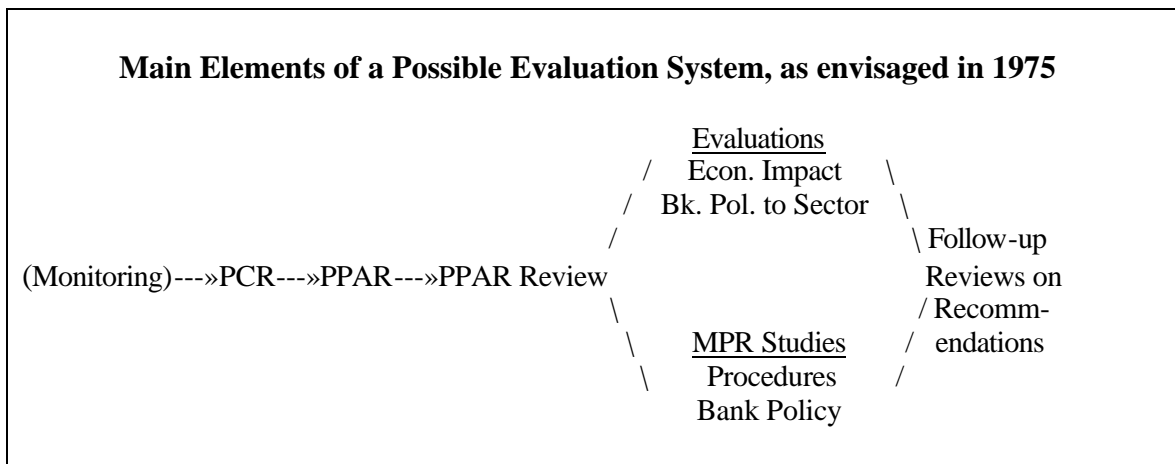 Main Elements of a Possible Evaluation System, as envisaged in 1975
Evaluations
/ Econ. Impact \
/ Bk. Pol. to Sector \
/ \ Follow-up
(Monitoring)---»PCR---»PPAR---»PPAR Review Reviews on
\ / Recomm-
\ MPR Studies / endations
\ Procedures /
Bank Policy